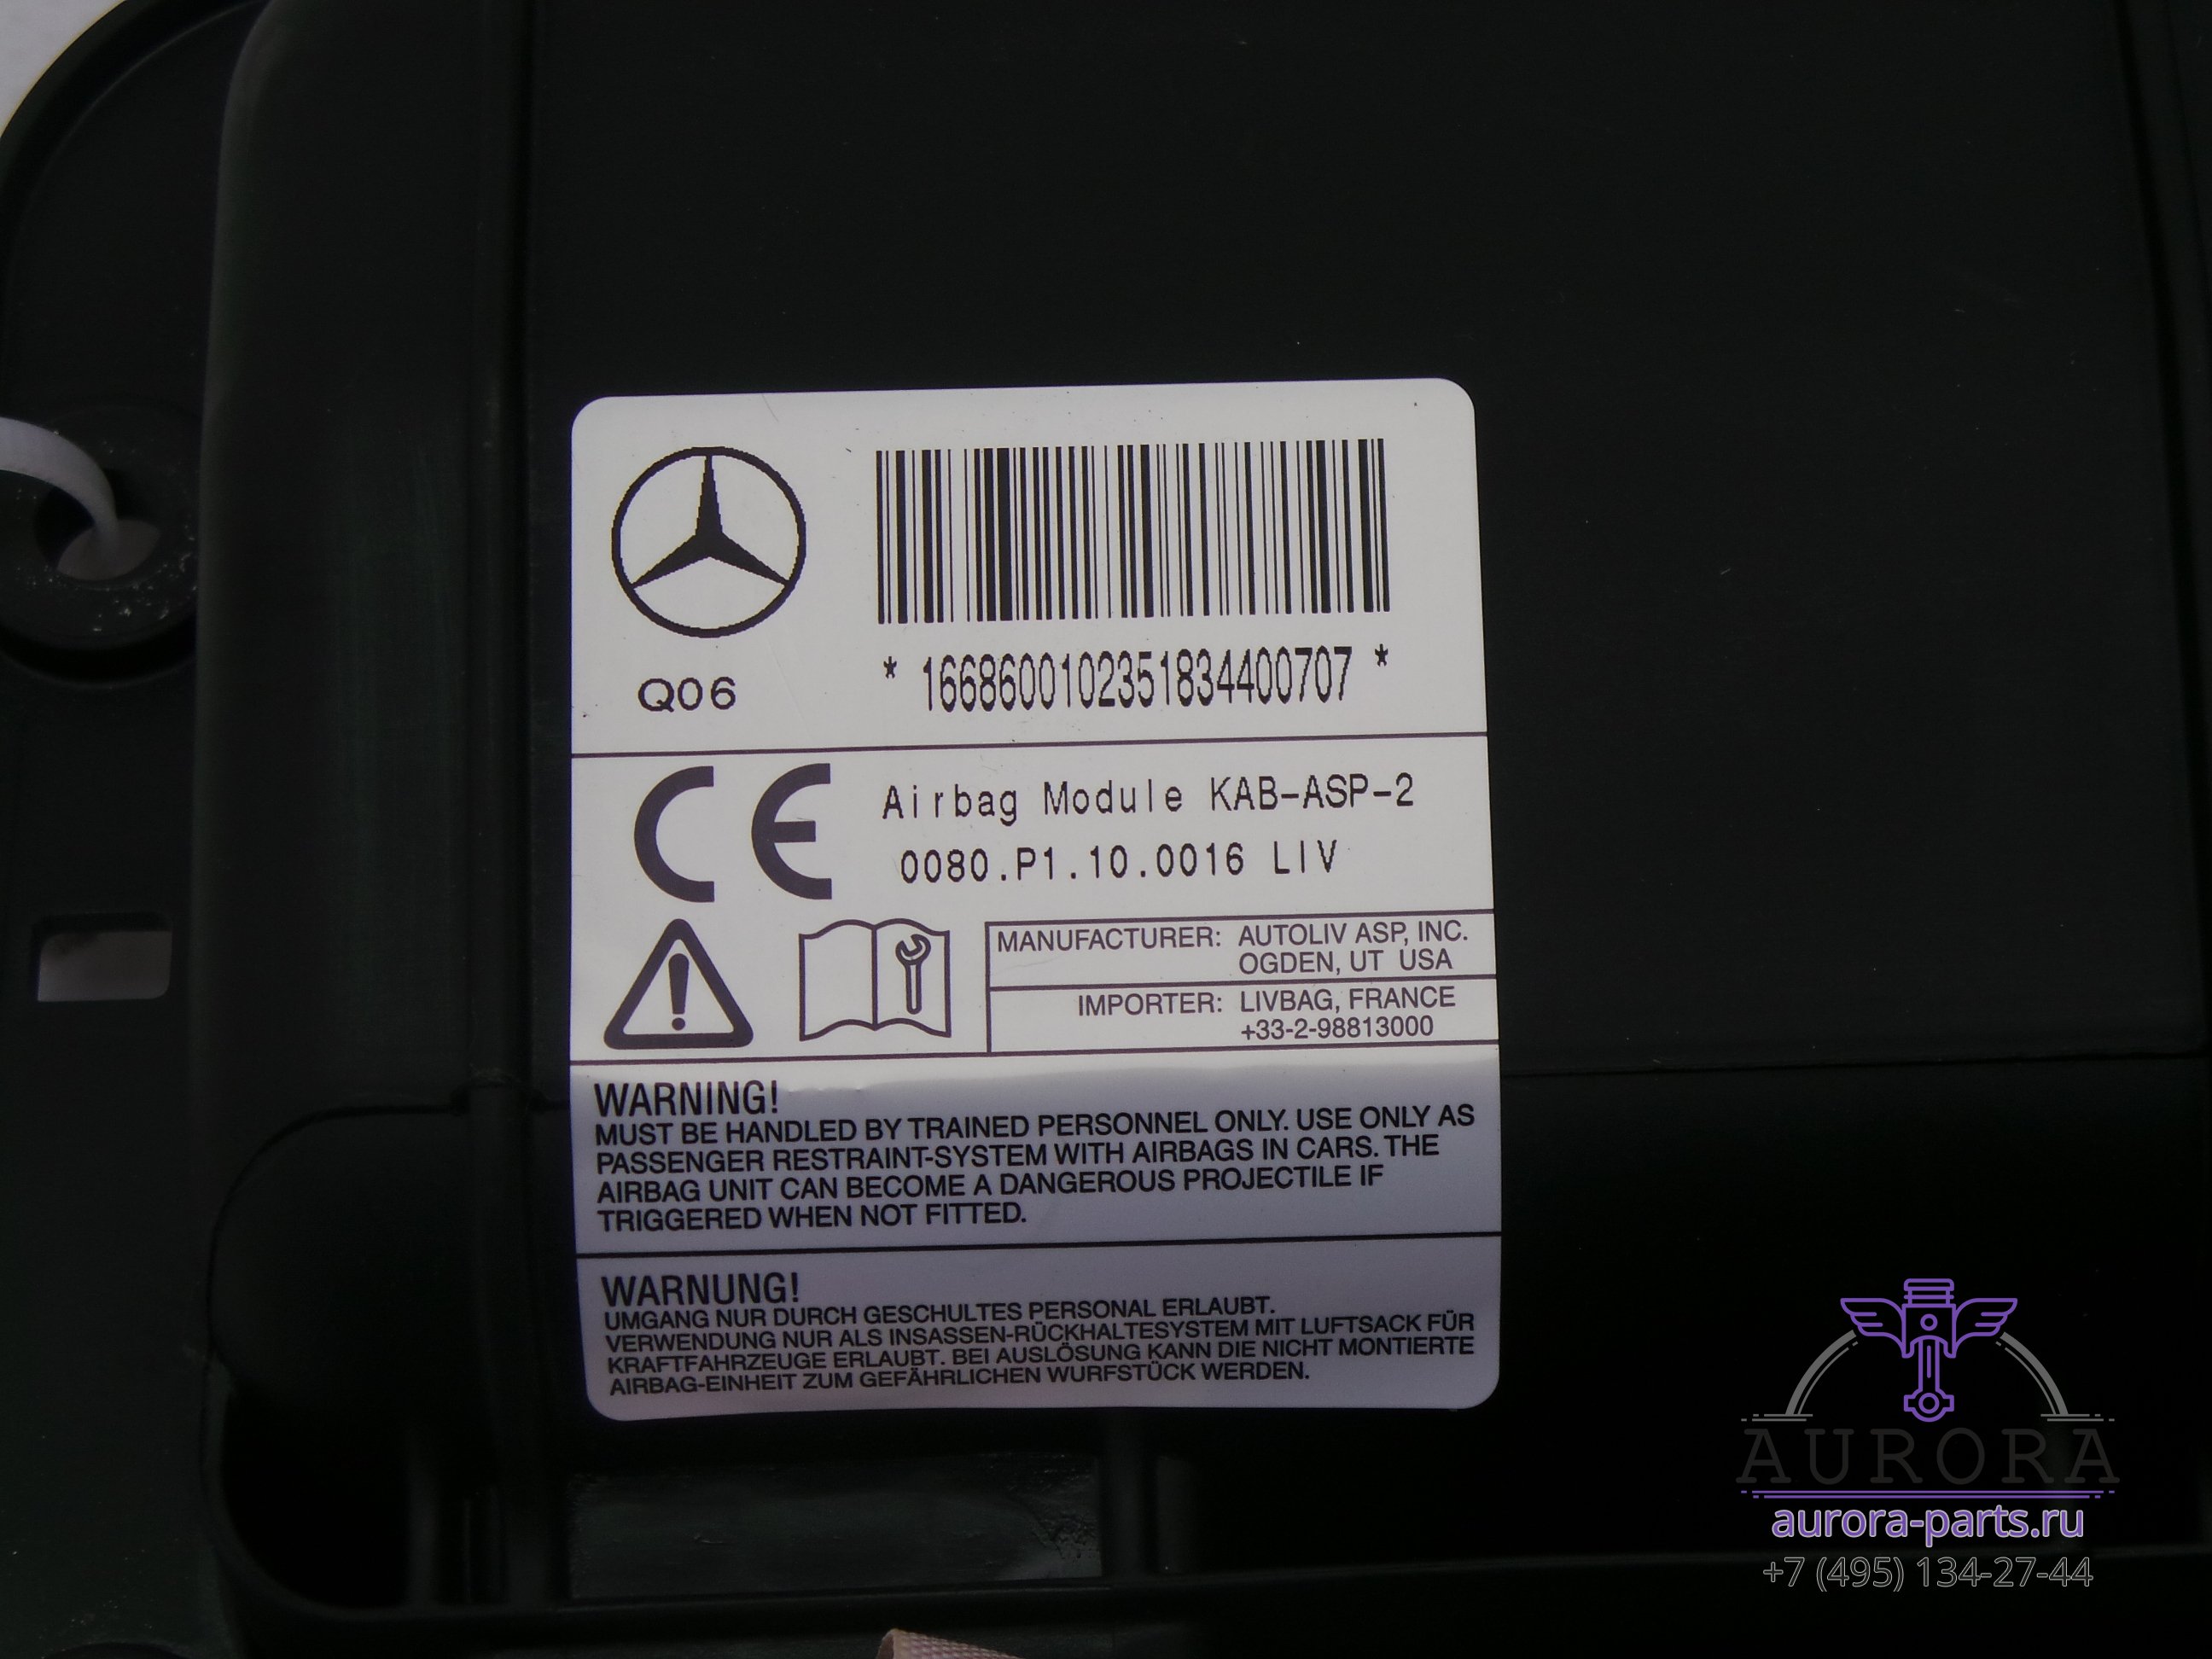 * 1668600102351834400707 *
Q06
CE
Airbag Module KAB-ASP-2
0080.P1.10.0016 LIV
MANUFACTURER: AUTOLIV ASP, INC.
OGDEN, UT USA
IMPORTER: LIVBAG, FRANCE
+33-2-98813000
WARNING!
MUST BE HANDLED BY TRAINED PERSONNEL ONLY. USE ONLY AS
PASSENGER RESTRAINT-SYSTEM WITH AIRBAGS IN CARS. THE
AIRBAG UNIT CAN BECOME A DANGEROUS PROJECTILE IF
TRIGGERED WHEN NOT FITTED.
WARNUNG!
UMGANG NUR DURCH GESCHULTES PERSONAL ERLAUBT.
VERWENDUNG NUR ALS INSASSEN-RÜCKHALTESYSTEM MIT LUFTSACK FÜR
KRAFTFAHRZEUGE ERLAUBT. BEI AUSLÖSUNG KANN DIE NICHT MONTIERTE
AIRBAG-EINHEIT ZUM GEFÄHRLICHEN WURFSTÜCK WERDEN.
AURORA
aurora-parts.ru
+7 (495) 134-27-44